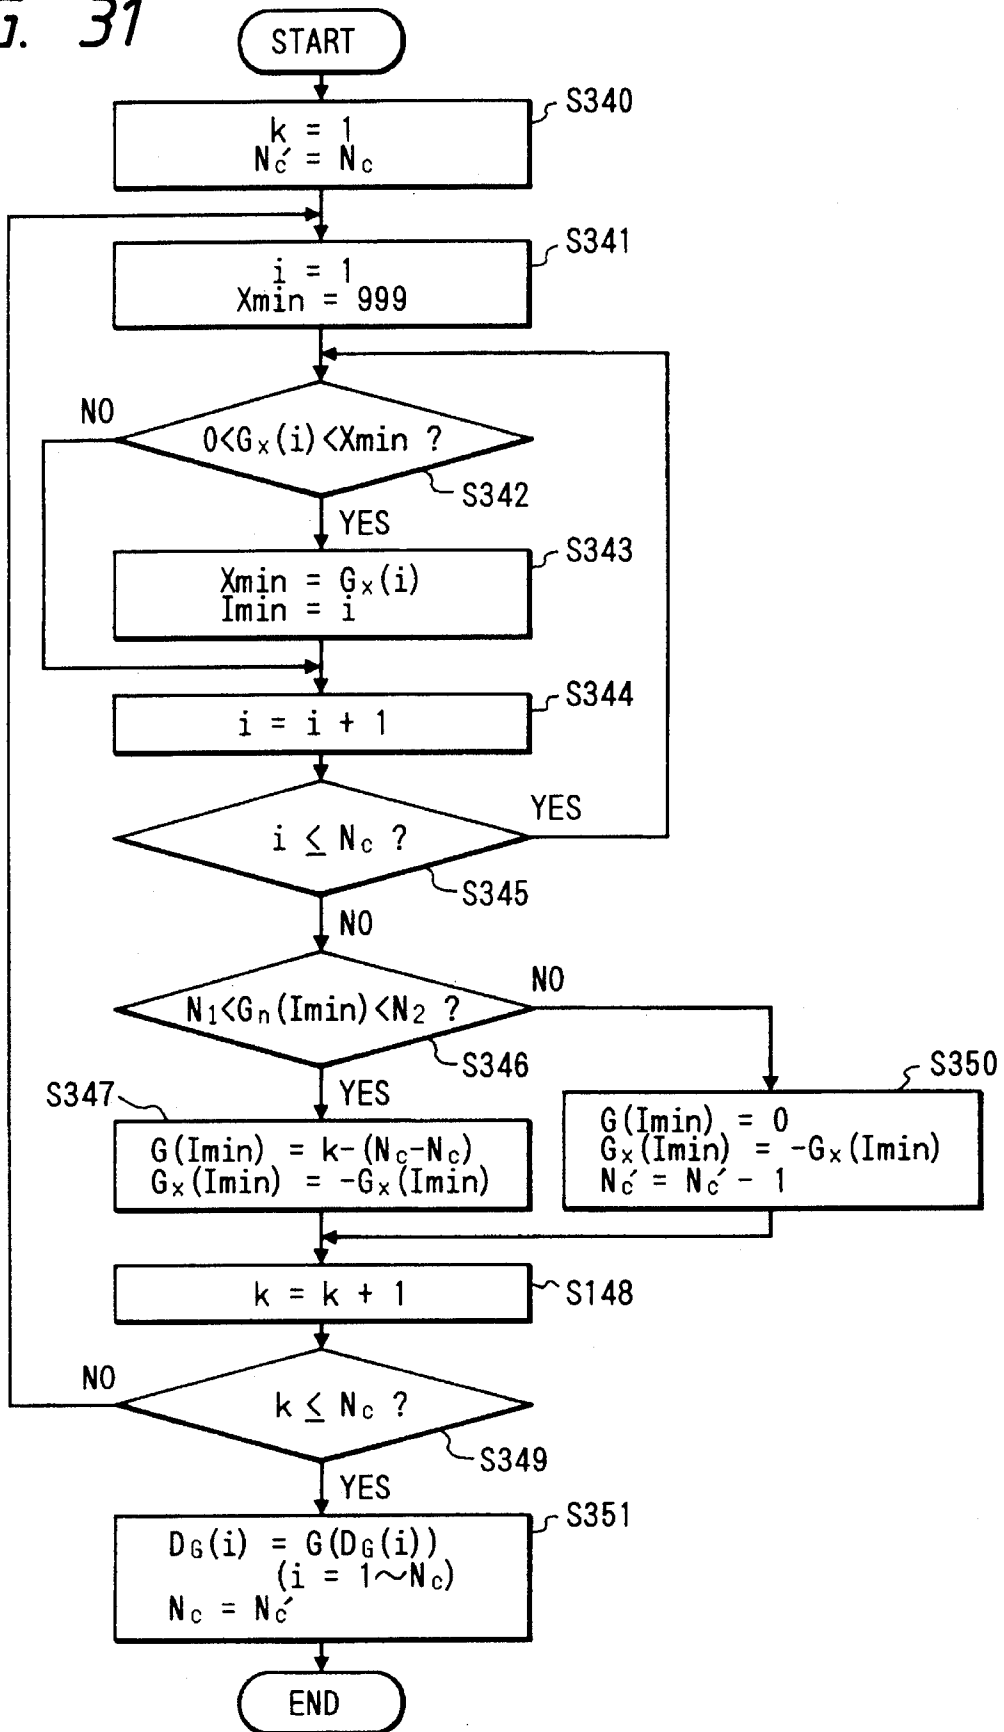 G. 31
START
S340
k = 1
Nc′ = Nc
S341
i = 1
Xmin = 999
NO
0<Gx(i)<Xmin ?
S342
YES
S343
Xmin = Gx(i)
Imin = i
S344
i = i + 1
YES
i ≤ Nc ?
S345
NO
NO
N1<Gn(Imin)<N2 ?
S346
S350
S347
YES
G(Imin) = k-(Nc-Nc)
Gx(Imin) = -Gx(Imin)
G(Imin) = 0
Gx(Imin) = -Gx(Imin)
Nc′ = Nc′ - 1
k = k + 1
S148
NO
k ≤ Nc ?
S349
YES
S351
DG(i) = G(DG(i))
(i = 1~Nc)
Nc = Nc′
END